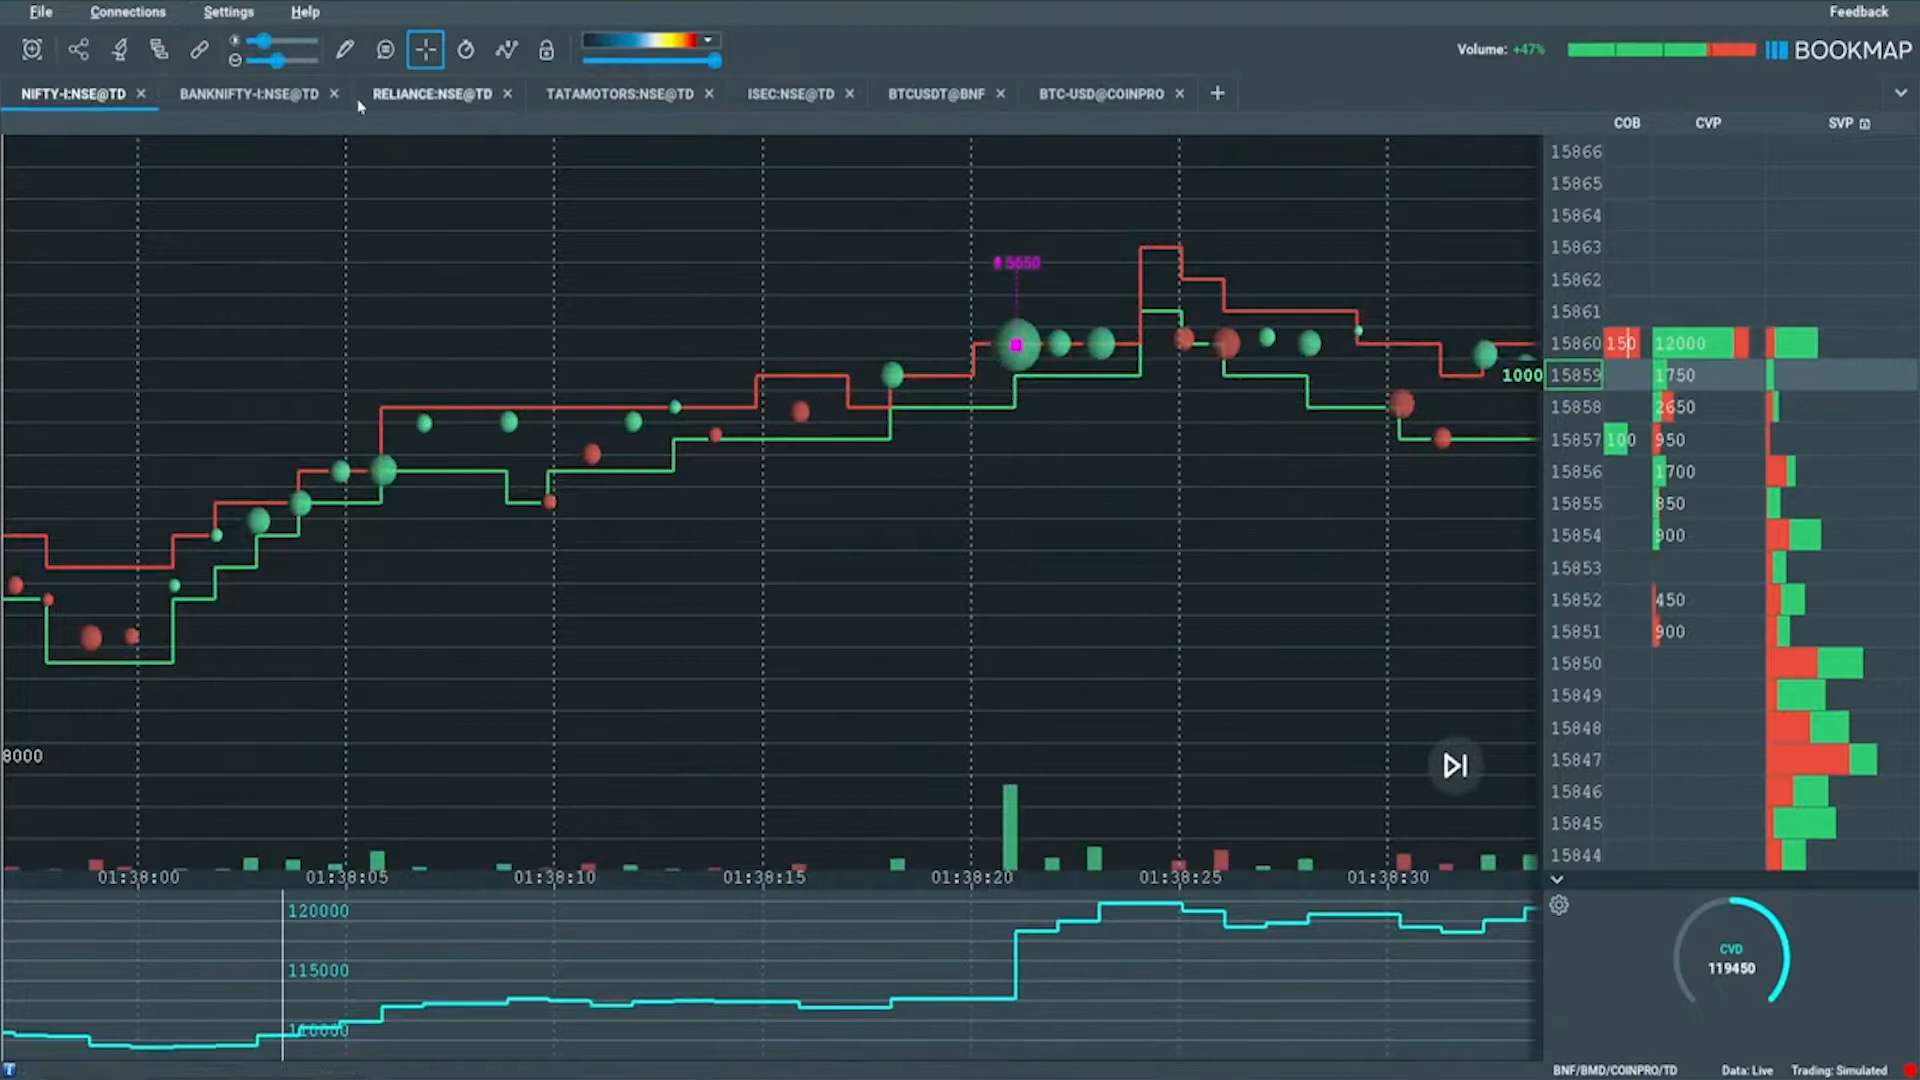 File Connections Settings Help Feedback
Volume: +47% BOOKMAP
NIFTY-I:NSE@TD BANKNIFTY-I:NSE@TD RELIANCE:NSE@TD TATAMOTORS:NSE@TD ISEC:NSE@TD BTCUSDT@BNF BTC-USD@COINPRO
COB CVP SVP
15866
15865
15864
15863
5650
15862
15861
15860 150 12000
1000 15859 1750
15858 2650
15857 100 950
15856 1700
15855 850
15854 900
15853
15852 450
15851 900
15850
15849
15848
8000 15847
15846
15845
15844
01:38:00 01:38:05 01:38:10 01:38:15 01:38:20 01:38:25 01:38:30
120000
115000
110000
CVD
119450
BNF/BMD/COINPRO/TD Data: Live Trading: Simulated